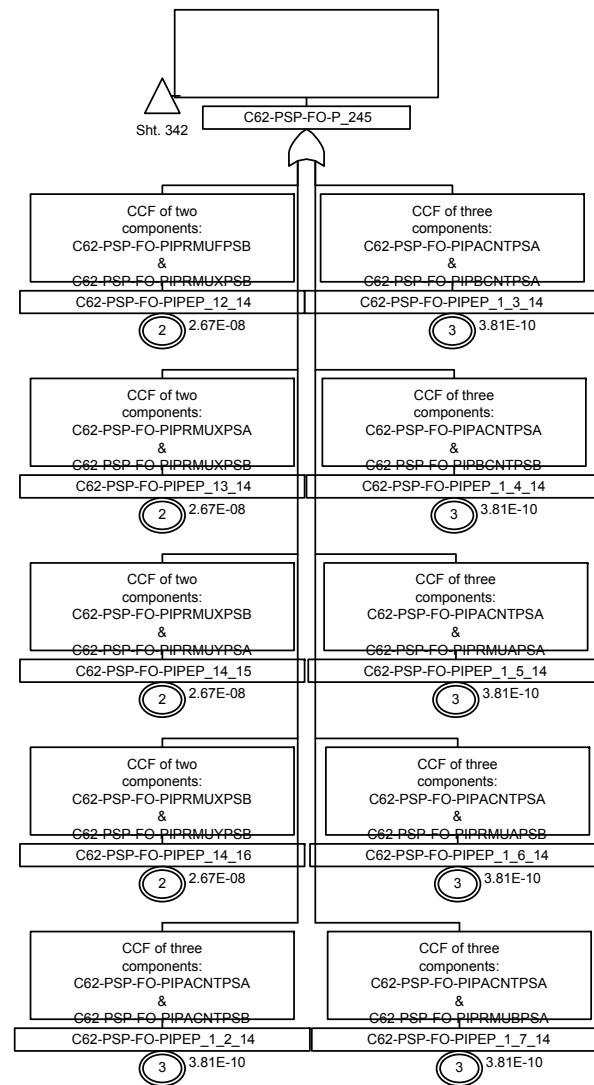 Sht. 342
C62-PSP-FO-P_245
CCF of two
components:
C62-PSP-FO-PIPRMUFPSB
&
C62-PSP-FO-PIPRMUXPSB
C62-PSP-FO-PIPEP_12_14
2
2.67E-08
CCF of three
components:
C62-PSP-FO-PIPACNTPSA
&
C62-PSP-FO-PIPBCNTPSA
C62-PSP-FO-PIPEP_1_3_14
3
3.81E-10
CCF of two
components:
C62-PSP-FO-PIPRMUXPSA
&
C62-PSP-FO-PIPRMUXPSB
C62-PSP-FO-PIPEP_13_14
2
2.67E-08
CCF of three
components:
C62-PSP-FO-PIPACNTPSA
&
C62-PSP-FO-PIPBCNTPSB
C62-PSP-FO-PIPEP_1_4_14
3
3.81E-10
CCF of two
components:
C62-PSP-FO-PIPRMUXPSB
&
C62-PSP-FO-PIPRMUYPSA
C62-PSP-FO-PIPEP_14_15
2
2.67E-08
CCF of three
components:
C62-PSP-FO-PIPACNTPSA
&
C62-PSP-FO-PIPRMUAPSA
C62-PSP-FO-PIPEP_1_5_14
3
3.81E-10
CCF of two
components:
C62-PSP-FO-PIPRMUXPSB
&
C62-PSP-FO-PIPRMUYPSB
C62-PSP-FO-PIPEP_14_16
2
2.67E-08
CCF of three
components:
C62-PSP-FO-PIPACNTPSA
&
C62-PSP-FO-PIPRMUAPSB
C62-PSP-FO-PIPEP_1_6_14
3
3.81E-10
CCF of three
components:
C62-PSP-FO-PIPACNTPSA
&
C62-PSP-FO-PIPACNTPSB
C62-PSP-FO-PIPEP_1_2_14
3
3.81E-10
CCF of three
components:
C62-PSP-FO-PIPACNTPSA
&
C62-PSP-FO-PIPRMUBPSA
C62-PSP-FO-PIPEP_1_7_14
3
3.81E-10